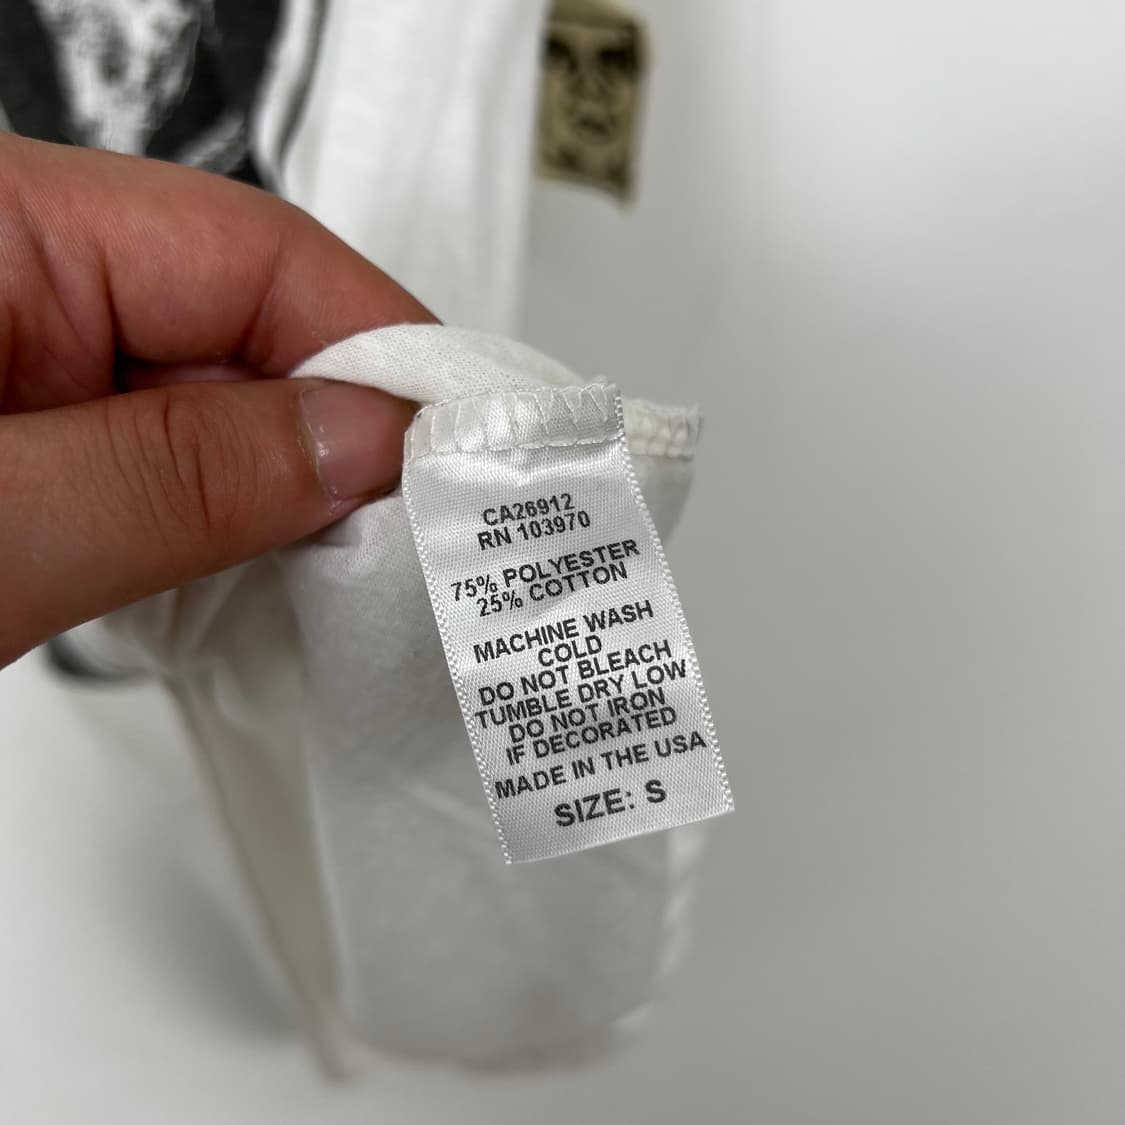 CA26912
RN 103970
75% POLYESTER
25% COTTON
MACHINE WASH
COLD
DO NOT BLEACH
TUMBLE DRY LOW
DO NOT IRON
IF DECORATED
MADE IN THE USA
SIZE: S